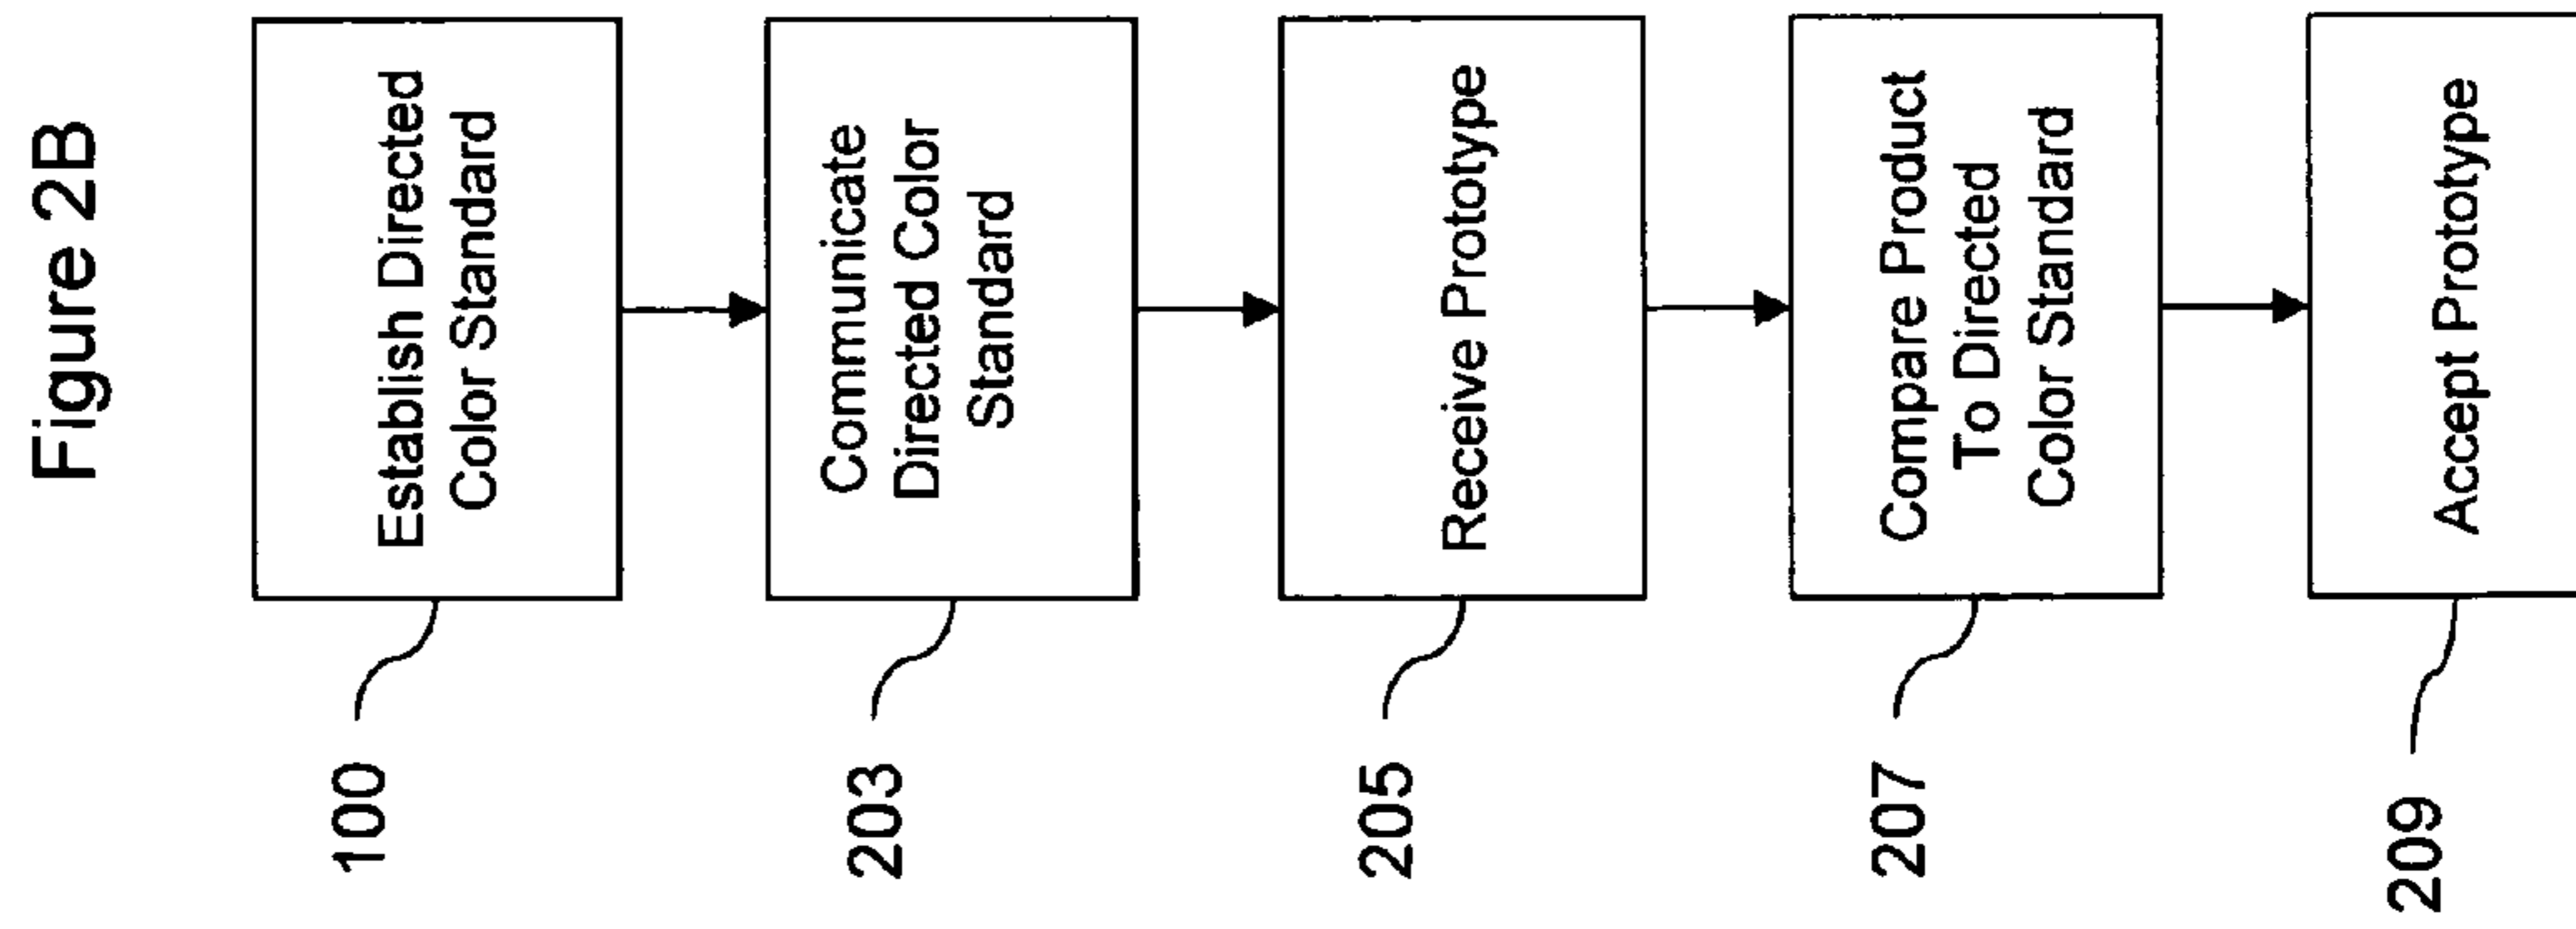 Figure 2B
100
Establish Directed
Color Standard
203
Communicate
Directed Color
Standard
205
Receive Prototype
207
Compare Product
To Directed
Color Standard
209
Accept Prototype